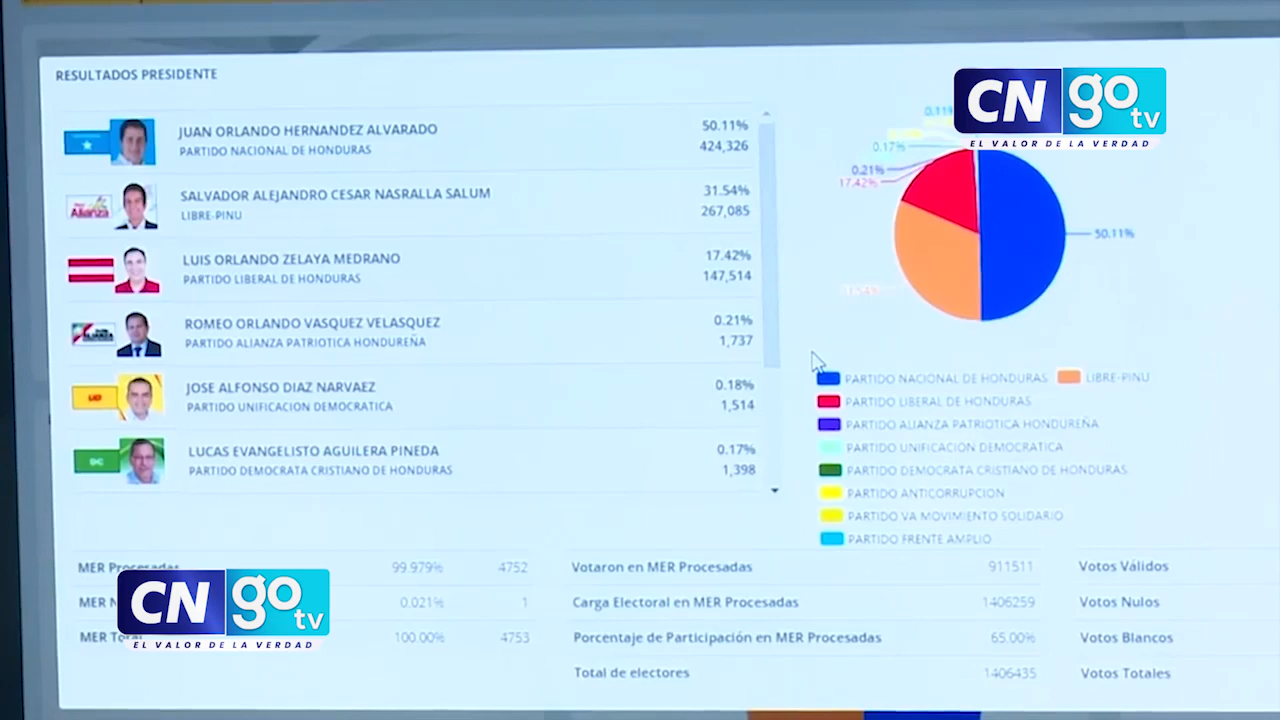 RESULTADOS PRESIDENTE
JUAN ORLANDO HERNANDEZ ALVARADO 50.11%
PARTIDO NACIONAL DE HONDURAS 424,326
SALVADOR ALEJANDRO CESAR NASRALLA SALUM 31.54%
LIBRE-PINU 267,085
Alianza
LUIS ORLANDO ZELAYA MEDRANO 17.42%
PARTIDO LIBERAL DE HONDURAS 147,514
ROMEO ORLANDO VASQUEZ VELASQUEZ 0.21%
PARTIDO ALIANZA PATRIOTICA HONDUREÑA 1,737
JOSE ALFONSO DIAZ NARVAEZ 0.18%
UD
PARTIDO UNIFICACION DEMOCRATICA 1,514
LUCAS EVANGELISTO AGUILERA PINEDA 0.17%
DC
PARTIDO DEMOCRATA CRISTIANO DE HONDURAS 1,398
CN go tv
EL VALOR DE LA VERDAD
0.17%
0.21%
17.42%
50.11%
PARTIDO NACIONAL DE HONDURAS LIBRE-PINU
PARTIDO LIBERAL DE HONDURAS
PARTIDO ALIANZA PATRIOTICA HONDUREÑA
PARTIDO UNIFICACION DEMOCRATICA
PARTIDO DEMOCRATA CRISTIANO DE HONDURAS
PARTIDO ANTICORRUPCION
PARTIDO VA MOVIMIENTO SOLIDARIO
PARTIDO FRENTE AMPLIO
MER Procesadas 99.979% 4752
MER 0.021% 1
MER Total 100.00% 4753
CN go tv
EL VALOR DE LA VERDAD
Votaron en MER Procesadas 911511
Carga Electoral en MER Procesadas 1406259
Porcentaje de Participación en MER Procesadas 65.00%
Total de electores 1406435
Votos Válidos
Votos Nulos
Votos Blancos
Votos Totales